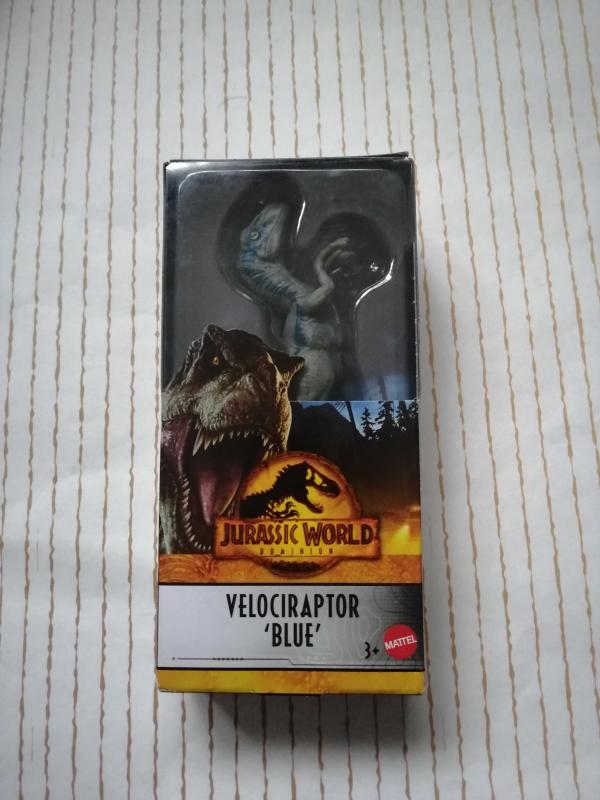 JURASSIC WORLD
DOMINION
VELOCIRAPTOR
'BLUE'
3+
MATTEL